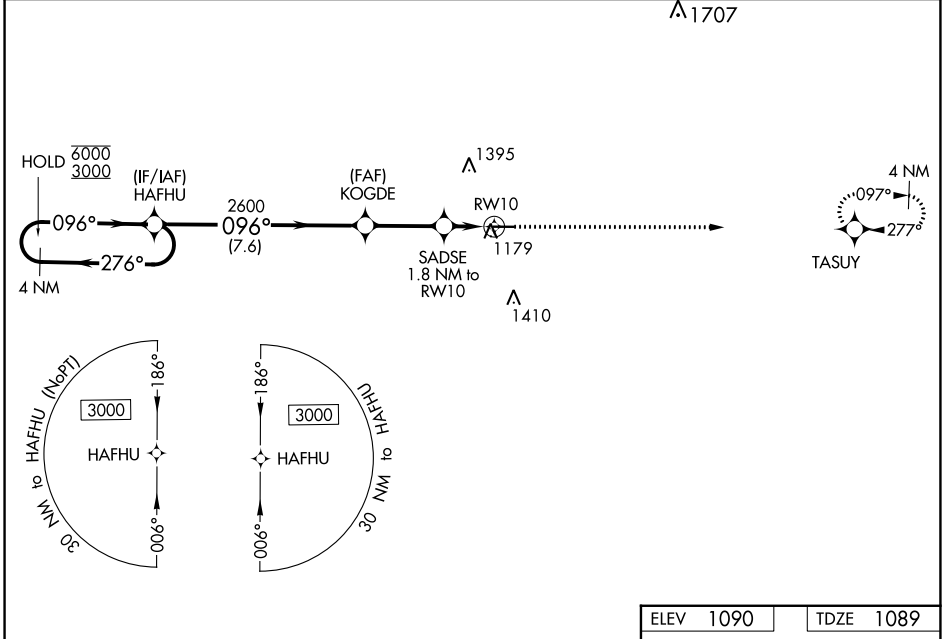 1707
HOLD 6000
3000
(IF/IAF)
HAFHU
(FAF)
KOGDE
1395
4 NM
096°
2600
096°
(7.6)
RW10
097°
276°
1179
277°
4 NM
SADSE
1.8 NM to
RW10
TASUY
1410
30 NM to HAFHU (NoPT)
186°
3000
HAFHU
006°
186°
3000
HAFHU
006°
30 NM to HAFHU
ELEV 1090
TDZE 1089